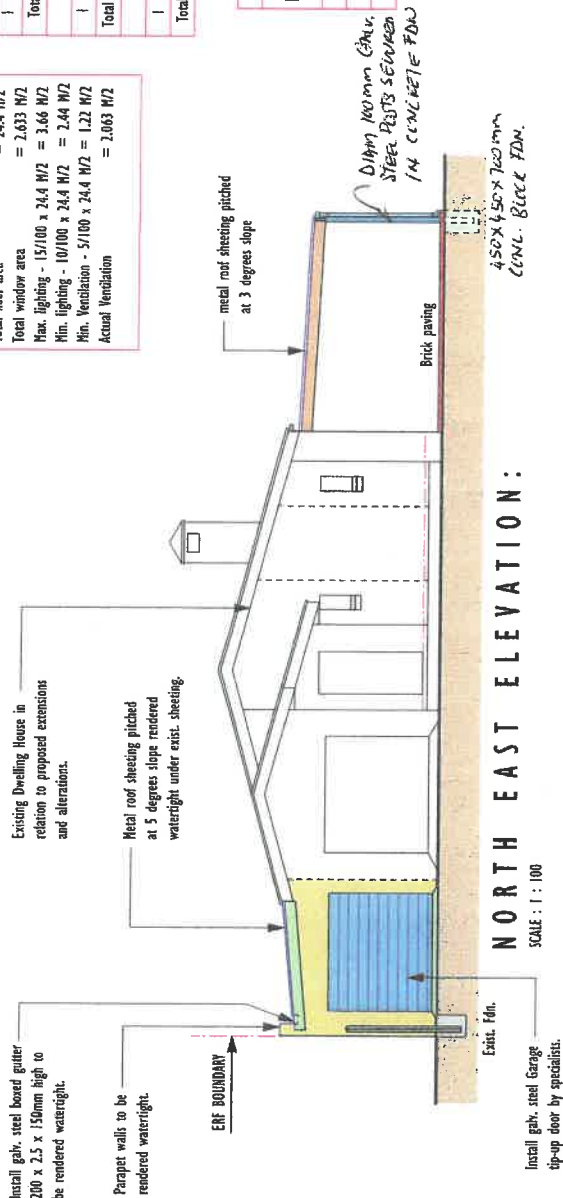 = 24.4 M/2
Total window area = 2.633 M/2
Max. lighting - 15/100 x 24.4 M/2 = 3.66 M/2
Min. lighting - 10/100 x 24.4 M/2 = 2.44 M/2
Min. Ventilation - 5/100 x 24.4 M/2 = 1.22 M/2
Actual Ventilation = 2.063 M/2
Total
Install galv. steel boxed gutter
200 x 2.5 x 150mm high to
be rendered watertight.
Parapet walls to be
rendered watertight.
ERF BOUNDARY
Existing Dwelling House in
relation to proposed extensions
and alterations.
Metal roof sheeting pitched
at 5 degrees slope rendered
watertight under exist. sheeting.
metal roof sheeting pitched
at 3 degrees slope
DIAM 100mm GALV.
STEEL POSTS SECURED
IN CONCRETE FDN
Brick paving
450X450X700mm
CONC. BLOCK FDN.
Exist. Fdn.
Install galv. steel Garage
tip-up door by specialists.
NORTH EAST ELEVATION:
SCALE : 1 : 100